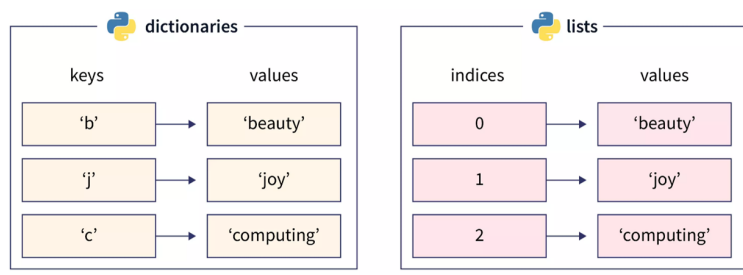 dictionaries
keys values
‘b’ ‘beauty’
‘j’ ‘joy’
‘c’ ‘computing’
lists
indices values
0 ‘beauty’
1 ‘joy’
2 ‘computing’